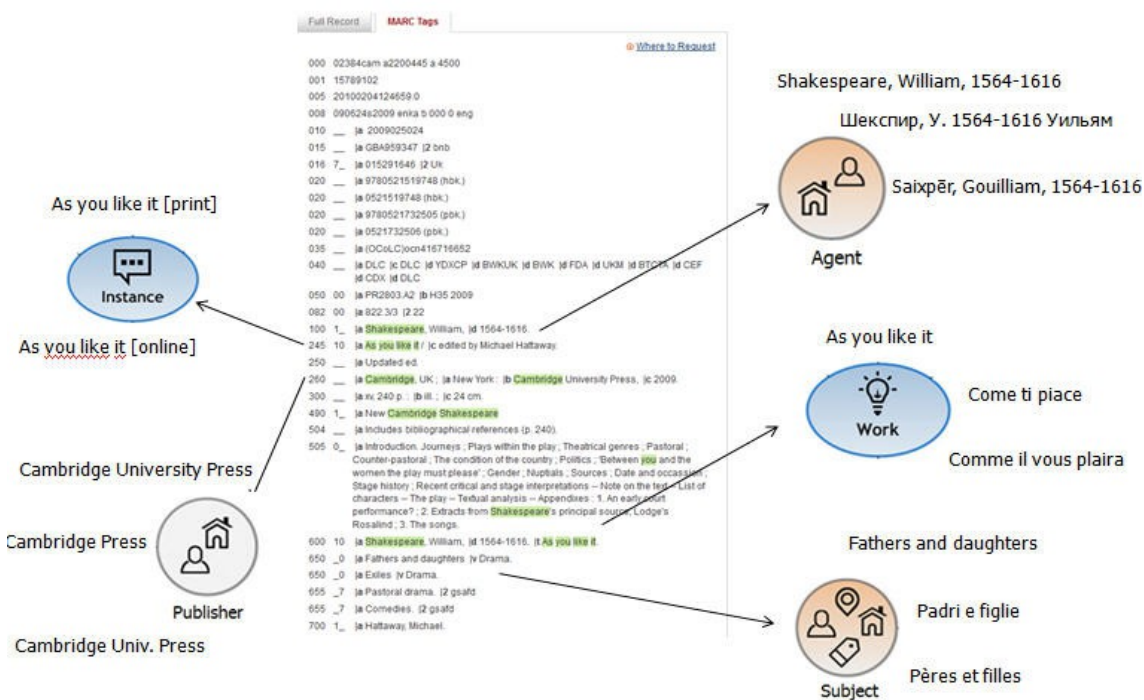 Full Record MARC Tags
Where to Request
000 02384cam a2200445 a 4500
001 15789102
005 20100204124659.0
008 090624s2009 enka b 000 0 eng
010 __ |a 2009025024
015 __ |a GBA959347 |2 bnb
016 7_ |a 015291646 |2 Uk
020 __ |a 9780521519748 (hbk.)
020 __ |a 0521519748 (hbk.)
020 __ |a 9780521732505 (pbk.)
020 __ |a 0521732506 (pbk.)
035 __ |a (OCoLC)ocn416716652
040 __ |a DLC |c DLC |d YDXCP |d BWKUK |d BWK |d FDA |d UKM |d BTCTA |d CEF
|d CDX |d DLC
050 00 |a PR2803.A2 |b H35 2009
082 00 |a 822.3/3 |2 22
100 1_ |a Shakespeare, William, |d 1564-1616.
245 10 |a As you like it / |c edited by Michael Hattaway.
250 __ |a Updated ed.
260 __ |a Cambridge, UK ; |a New York : |b Cambridge University Press, |c 2009.
300 __ |a xv, 240 p. : |b ill. ; |c 24 cm.
490 1_ |a New Cambridge Shakespeare
504 __ |a Includes bibliographical references (p. 240).
505 0_ |a Introduction. Journeys ; Plays within the play ; Theatrical genres ; Pastoral ;
Counter-pastoral ; The condition of the country ; Politics ; 'Between you and the
women the play must please' ; Gender ; Nuptials ; Sources ; Date and occassion ;
Stage history ; Recent critical and stage interpretations -- Note on the text -- List of
characters -- The play -- Textual analysis -- Appendixes : 1. An early court
performance? ; 2. Extracts from Shakespeare's principal source, Lodge's
Rosalind ; 3. The songs.
600 10 |a Shakespeare, William, |d 1564-1616. |t As you like it.
650 _0 |a Fathers and daughters |v Drama.
650 _0 |a Exiles |v Drama.
655 _7 |a Pastoral drama. |2 gsafd
655 _7 |a Comedies. |2 gsafd
700 1_ |a Hattaway, Michael.
As you like it [print]
Instance
As you like it [online]
Cambridge University Press
Cambridge Press
Publisher
Cambridge Univ. Press
Shakespeare, William, 1564-1616
Шекспир, У. 1564-1616 Уильям
Saixpēr, Gouilliam, 1564-1616
Agent
As you like it
Come ti piace
Work
Comme il vous plaira
Fathers and daughters
Padri e figlie
Pères et filles
Subject